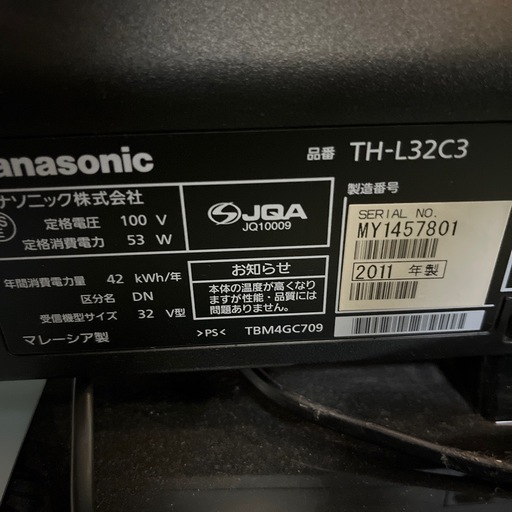 anasonic
品番 TH-L32C3
ナソニック株式会社
定格電圧 100 V
定格消費電力 53 W
年間消費電力量 42 kWh/年
区分名 DN
受信機型サイズ 32 V型
マレーシア製
JQA
JQ10009
お知らせ
本体の温度が高くなり
ますが性能・品質には
問題ありません。
>PS< TBM4GC709
製造番号
SERIAL NO.
MY1457801
2011 年製